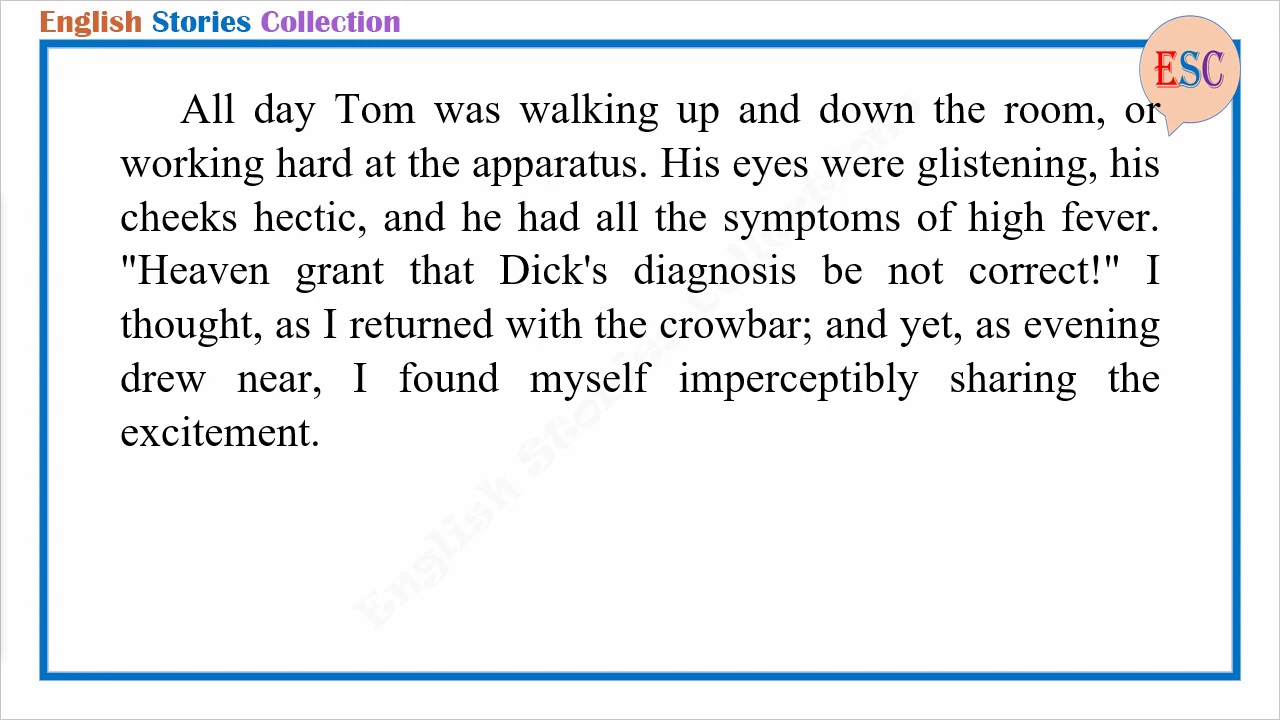 English Stories Collection
ESC
All day Tom was walking up and down the room, or
working hard at the apparatus. His eyes were glistening, his
cheeks hectic, and he had all the symptoms of high fever.
"Heaven grant that Dick's diagnosis be not correct!" I
thought, as I returned with the crowbar; and yet, as evening
drew near, I found myself imperceptibly sharing the
excitement.
English Stories Collection